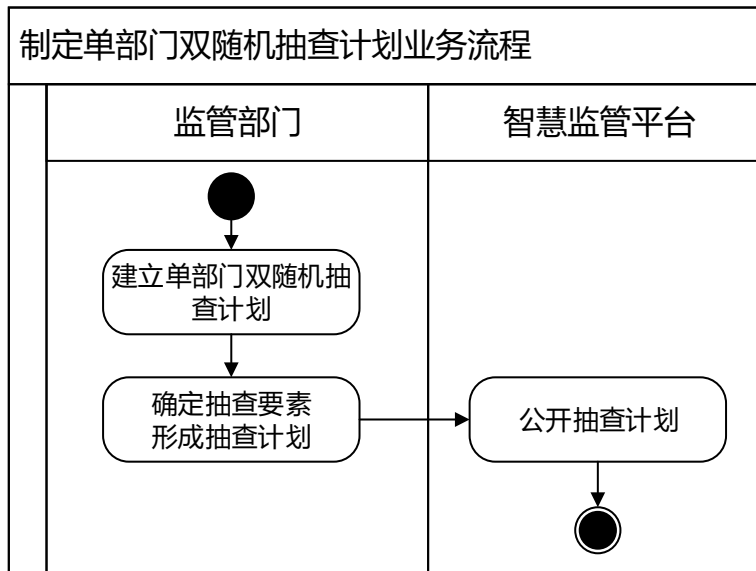 制定单部门双随机抽查计划业务流程
监管部门
智慧监管平台
建立单部门双随机抽
查计划
确定抽查要素
形成抽查计划
公开抽查计划